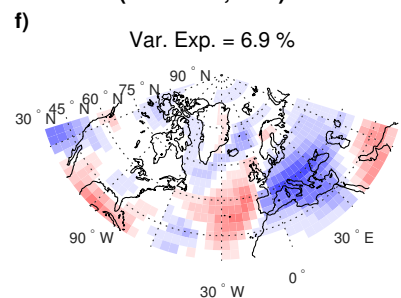 f)
Var. Exp. = 6.9 %
90 ° N
75 ° N
60 ° N
45 ° N
30 ° N
90 ° W
30 ° W
0 °
30 ° E